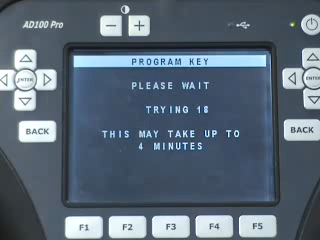 AD100 Pro
PROGRAM KEY
PLEASE WAIT
TRYING 18
THIS MAY TAKE UP TO
4 MINUTES
ENTER
ENTER
BACK
BACK
F1 F2 F3 F4 F5